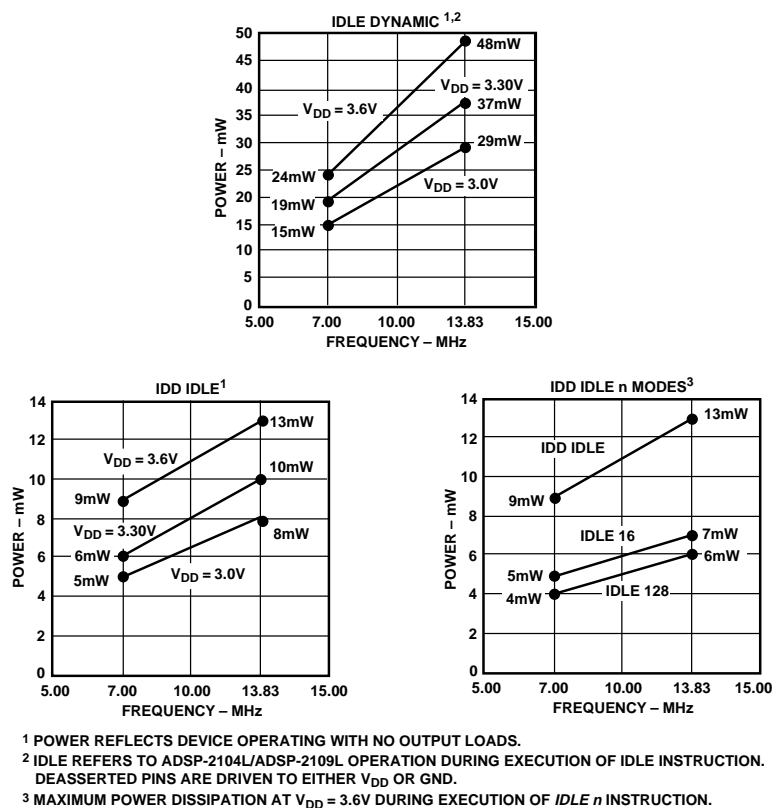 IDLE DYNAMIC 1,2
50
45
40
35
30
25
20
15
10
5
0
POWER – mW
48mW
VDD = 3.30V
37mW
VDD = 3.6V
29mW
24mW
VDD = 3.0V
19mW
15mW
5.00 7.00 10.00 13.83 15.00
FREQUENCY – MHz
IDD IDLE1
14
12
10
8
6
4
2
0
POWER – mW
13mW
VDD = 3.6V
10mW
9mW
VDD = 3.30V
8mW
6mW
5mW
VDD = 3.0V
5.00 7.00 10.00 13.83 15.00
FREQUENCY – MHz
IDD IDLE n MODES3
14
12
10
8
6
4
2
0
POWER – mW
13mW
IDD IDLE
9mW
IDLE 16
7mW
6mW
5mW
4mW
IDLE 128
5.00 7.00 10.00 13.83 15.00
FREQUENCY – MHz
1 POWER REFLECTS DEVICE OPERATING WITH NO OUTPUT LOADS.
2 IDLE REFERS TO ADSP-2104L/ADSP-2109L OPERATION DURING EXECUTION OF IDLE INSTRUCTION.
DEASSERTED PINS ARE DRIVEN TO EITHER VDD OR GND.
3 MAXIMUM POWER DISSIPATION AT VDD = 3.6V DURING EXECUTION OF IDLE n INSTRUCTION.